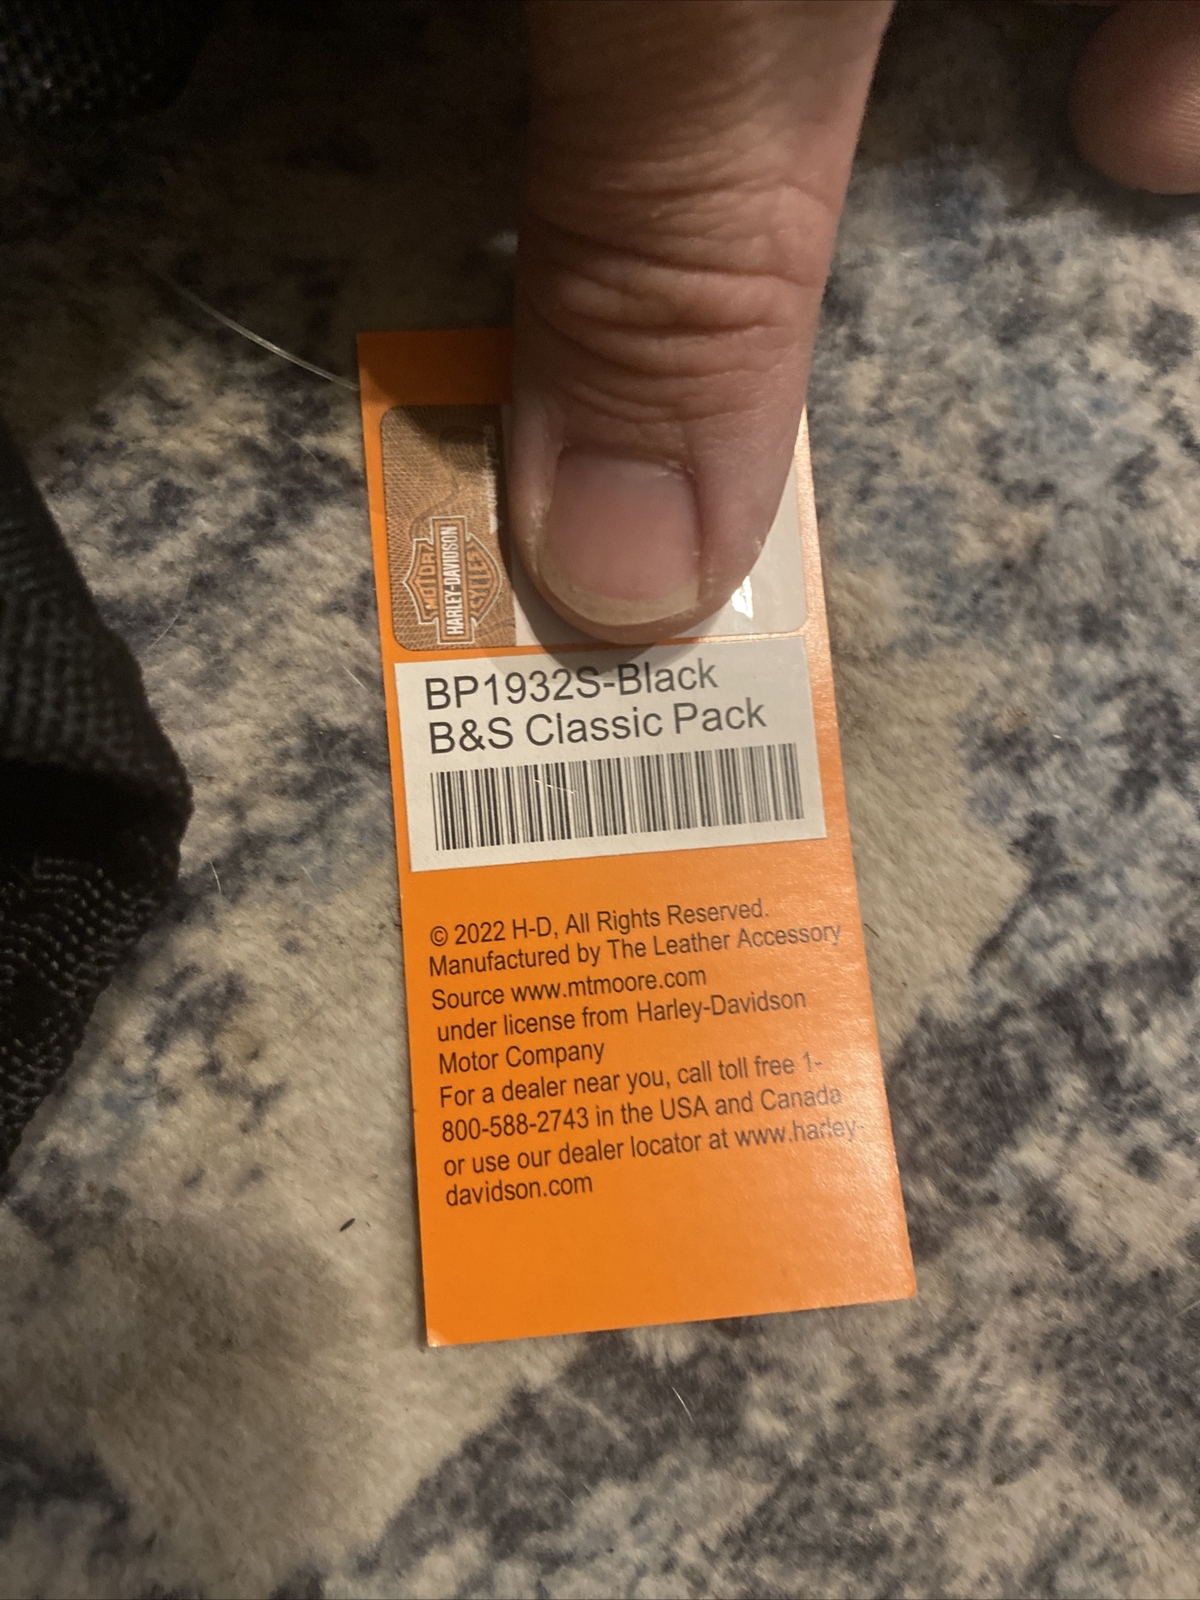 MOTOR
HARLEY-DAVIDSON
CYCLES
BP1932S-Black
B&S Classic Pack
© 2022 H-D, All Rights Reserved.
Manufactured by The Leather Accessory
Source www.mtmoore.com
under license from Harley-Davidson
Motor Company
For a dealer near you, call toll free 1-
800-588-2743 in the USA and Canada
or use our dealer locator at www.harley-
davidson.com